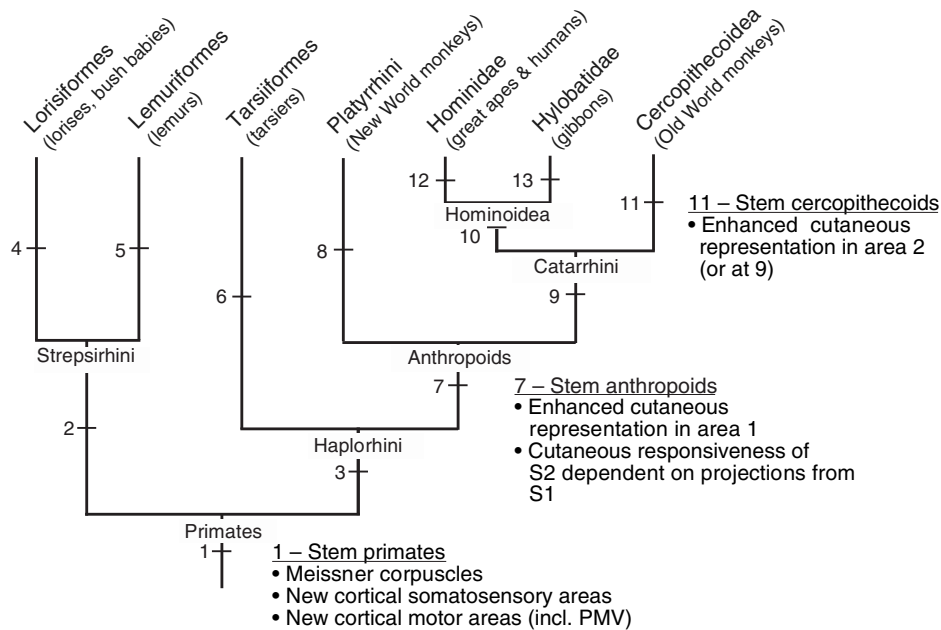 Lorisiformes
(lorises, bush babies)
Lemuriformes
(lemurs)
Tarsiiformes
(tarsiers)
Platyrrhini
(New World monkeys)
Hominidae
(great apes & humans)
Hylobatidae
(gibbons)
Cercopithecoidea
(Old World monkeys)
12
13
11
11 – Stem cercopithecoids
• Enhanced cutaneous
representation in area 2
(or at 9)
Hominoidea
10
4
5
8
Catarrhini
6
9
Strepsirhini
Anthropoids
7
7 – Stem anthropoids
• Enhanced cutaneous
representation in area 1
• Cutaneous responsiveness of
S2 dependent on projections from
S1
2
Haplorhini
3
Primates
1
1 – Stem primates
• Meissner corpuscles
• New cortical somatosensory areas
• New cortical motor areas (incl. PMV)